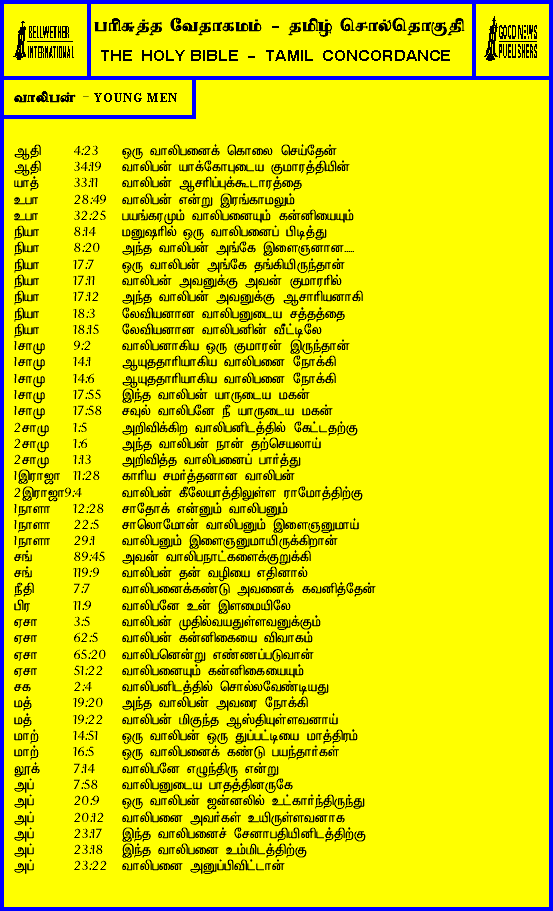 BELLWETHER
INTERNATIONAL
பரிசுத்த வேதாகமம் - தமிழ் சொல்தொகுதி
THE HOLY BIBLE - TAMIL CONCORDANCE
GOOD NEWS
PUBLISHERS
வாலிபன் - YOUNG MEN
ஆதி 4:23 ஒரு வாலிபனைக் கொலை செய்தேன்
ஆதி 34:19 வாலிபன் யாக்கோபுடைய குமாரத்தியின்
யாத் 33:11 வாலிபன் ஆசரிப்புக்கூடாரத்தை
உபா 28:49 வாலிபன் என்று இரங்காமலும்
உபா 32:25 பயங்கரமும் வாலிபனையும் கன்னியையும்
நியா 8:14 மனுஷரில் ஒரு வாலிபனைப் பிடித்து
நியா 8:20 அந்த வாலிபன் அங்கே இளைஞனான.....
நியா 17:7 ஒரு வாலிபன் அங்கே தங்கியிருந்தான்
நியா 17:11 வாலிபன் அவனுக்கு அவன் குமாரரில்
நியா 17:12 அந்த வாலிபன் அவனுக்கு ஆசாரியனாகி
நியா 18:3 லேவியனான வாலிபனுடைய சத்தத்தை
நியா 18:15 லேவியனான வாலிபனின் வீட்டிலே
1சாமு 9:2 வாலிபனாகிய ஒரு குமாரன் இருந்தான்
1சாமு 14:1 ஆயுததாரியாகிய வாலிபனை நோக்கி
1சாமு 14:6 ஆயுததாரியாகிய வாலிபனை நோக்கி
1சாமு 17:55 இந்த வாலிபன் யாருடைய மகன்
1சாமு 17:58 சவுல் வாலிபனே நீ யாருடைய மகன்
2சாமு 1:5 அறிவிக்கிற வாலிபனிடத்தில் கேட்டதற்கு
2சாமு 1:6 அந்த வாலிபன் நான் தற்செயலாய்
2சாமு 1:13 அறிவித்த வாலிபனைப் பார்த்து
1இராஜா 11:28 காரிய சமர்த்தனான வாலிபன்
2இராஜா9:4 வாலிபன் கீலேயாத்திலுள்ள ராமோத்திற்கு
1நாளா 12:28 சாதோக் என்னும் வாலிபனும்
1நாளா 22:5 சாலொமோன் வாலிபனும் இளைஞனுமாய்
1நாளா 29:1 வாலிபனும் இளைஞனுமாயிருக்கிறான்
சங் 89:45 அவன் வாலிபநாட்களைக்குறுக்கி
சங் 119:9 வாலிபன் தன் வழியை எதினால்
நீதி 7:7 வாலிபனைக்கண்டு அவனைக் கவனித்தேன்
பிர 11:9 வாலிபனே உன் இளமையிலே
ஏசா 3:5 வாலிபன் முதில்வயதுள்ளவனுக்கும்
ஏசா 62:5 வாலிபன் கன்னிகையை விவாகம்
ஏசா 65:20 வாலிபனென்று எண்ணப்படுவான்
ஏசா 51:22 வாலிபனையும் கன்னிகையையும்
சக 2:4 வாலிபனிடத்தில் சொல்லவேண்டியது
மத் 19:20 அந்த வாலிபன் அவரை நோக்கி
மத் 19:22 வாலிபன் மிகுந்த ஆஸ்தியுள்ளவனாய்
மாற் 14:51 ஒரு வாலிபன் ஒரு துப்பட்டியை மாத்திரம்
மாற் 16:5 ஒரு வாலிபனைக் கண்டு பயந்தார்கள்
லூக் 7:14 வாலிபனே எழுந்திரு என்று
அப் 7:58 வாலிபனுடைய பாதத்தினருகே
அப் 20:9 ஒரு வாலிபன் ஜன்னலில் உட்கார்ந்திருந்து
அப் 20:12 வாலிபனை அவர்கள் உயிருள்ளவனாக
அப் 23:17 இந்த வாலிபனைச் சேனாபதியினிடத்திற்கு
அப் 23:18 இந்த வாலிபனை உம்மிடத்திற்கு
அப் 23:22 வாலிபனை அனுப்பிவிட்டான்